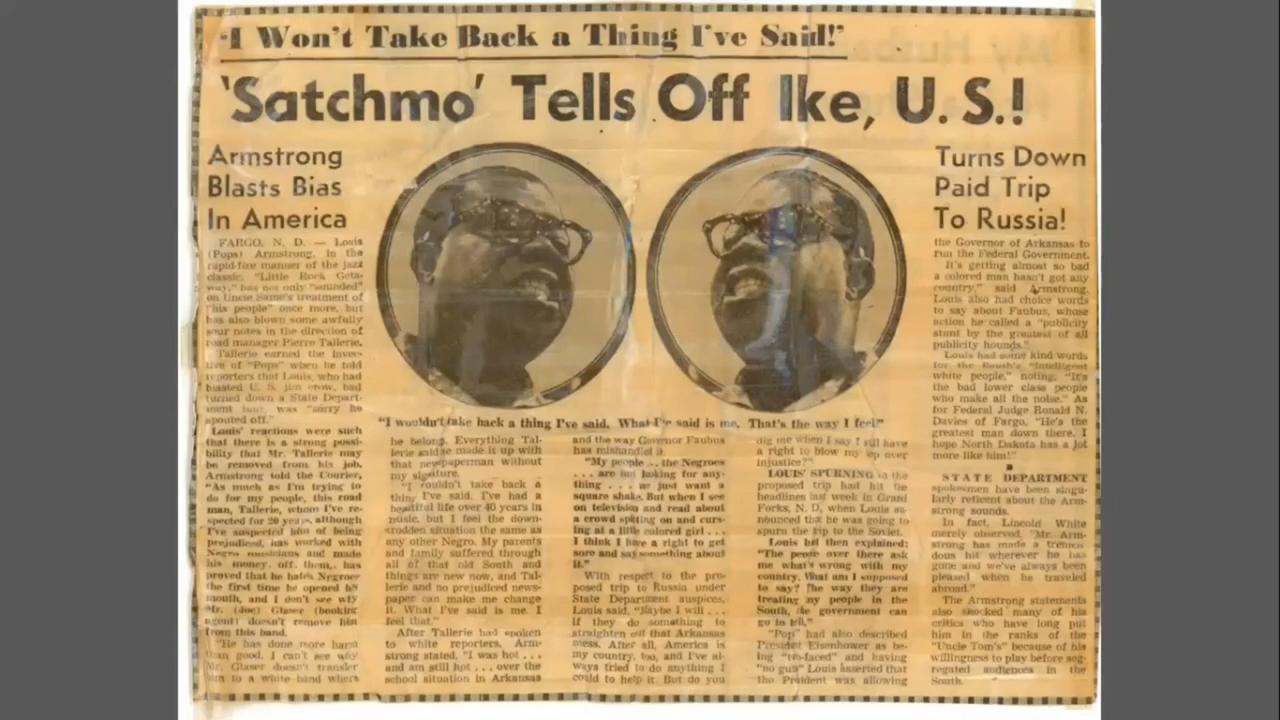 "I Won't Take Back a Thing I've Said!"
'Satchmo' Tells Off Ike, U. S.!
Armstrong
Blasts Bias
In America
FARGO, N. D. — Louis
(Pops) Armstrong, in the
rapid-fire manner of the jazz
classic, "Little Rock Geta-
way," has not only "sounded"
on Uncle Same's treatment of
"his people" once more, but
has also blown some awfully
sour notes in the direction of
road manager Pierre Tallerie.
Tallerie earned the invec-
tive of "Pops" when he told
reporters that Louis, who had
blasted U. S. jim crow, had
turned down a State Depart-
ment tour, was "sorry he
spouted off."
Louis' reactions were such
that there is a strong possi-
bility that Mr. Tallerie may
be removed from his job.
Armstrong told the Courier,
"As much as I'm trying to
do for my people, this road
man, Tallerie, whom I've re-
spected for 20 years, although
I've suspected him of being
prejudiced, has worked with
Negro musicians and made
his money off them, has
proved that he hates Negroes
the first time he opened his
mouth, and I don't see why
Mr. (Joe) Glaser (booking
agent) doesn't remove him
from this band.
"He has done more harm
than good. I can't see why
Mr. Glaser doesn't transfer
him to a white band where
"I wouldn't take back a thing I've said. What I've said is me. That's the way I feel!"
he belong. Everything Tal-
lerie said he made it up with
that newspaperman without
my signature.
"I wouldn't take back a
thing I've said. I've had a
beautiful life over 40 years in
music, but I feel the down-
trodden situation the same as
any other Negro. My parents
and family suffered through
all of that old South and
things are new now, and Tal-
lerie and no prejudiced news-
paper can make me change
it. What I've said is me. I
feel that."
After Tallerie had spoken
to white reporters, Arm-
strong stated, "I was hot . . .
and am still hot . . . over the
school situation in Arkansas
and the way Governor Faubus
has mishandled it.
"My people . . . the Negroes
. . . are not looking for any-
thing . . . we just want a
square shake. But when I see
on television and read about
a crowd spitting on and curs-
ing at a little colored girl . . .
I think I have a right to get
sore and say something about
it."
With respect to the pro-
posed trip to Russia under
State Department auspices,
Louis said, "Maybe I will . . .
if they do something to
straighten out that Arkansas
mess. After all, America is
my country, too, and I've al-
ways tried to do anything I
could to help it. But do you
dig me when I say I still have
a right to blow my top over
injustice?"
LOUIS' SPURNING of the
proposed trip had hit the
headlines last week in Grand
Forks, N. D., when Louis an-
nounced that he was going to
spurn the trip to the Soviet.
Louis had then explained:
"The people over there ask
me what's wrong with my
country. What am I supposed
to say? The way they are
treating my people in the
South, the government can
go to hell."
"Pop" had also described
President Eisenhower as be-
ing "two-faced" and having
"no guts" Louis asserted that
the President was allowing
Turns Down
Paid Trip
To Russia!
the Governor of Arkansas to
run the Federal Government.
It's getting almost so bad
a colored man hasn't got any
country," said Armstrong.
Louis also had choice words
to say about Faubus, whose
action he called a "publicity
stunt by the greatest of all
publicity hounds."
Louis had some kind words
for the South's "intelligent
white people," noting, "It's
the bad lower class people
who make all the noise." As
for Federal Judge Ronald N.
Davies of Fargo, "He's the
greatest man down there. I
hope North Dakota has a lot
more like him!"
STATE DEPARTMENT
spokesmen have been singu-
larly reticent about the Arm-
strong sounds.
In fact, Lincoln White
merely observed, "Mr. Arm-
strong has made a tremen-
dous hit wherever he has
gone and we've always been
pleased when he traveled
abroad."
The Armstrong statements
also shocked many of his
critics who have long put
him in the ranks of the
"Uncle Tom's" because of his
willingness to play before seg-
regated audiences in the
South.